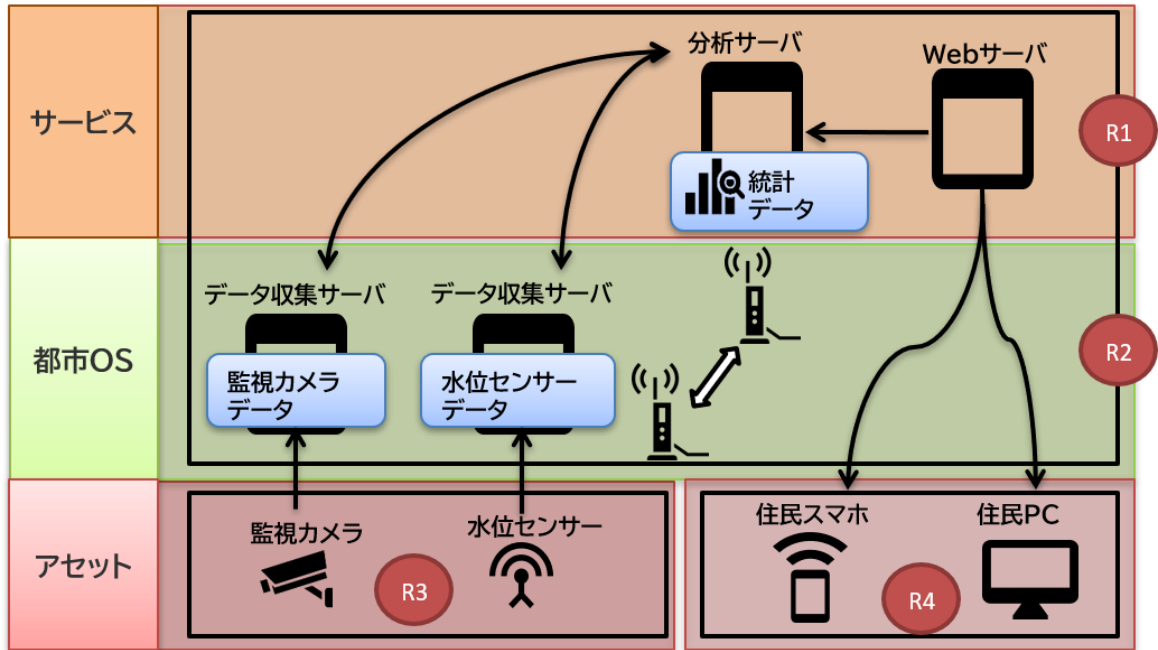 サービス
分析サーバ
Webサーバ
R1
統計
データ
都市OS
データ収集サーバ
データ収集サーバ
監視カメラ
データ
水位センサー
データ
R2
アセット
監視カメラ
水位センサー
R3
住民スマホ
住民PC
R4